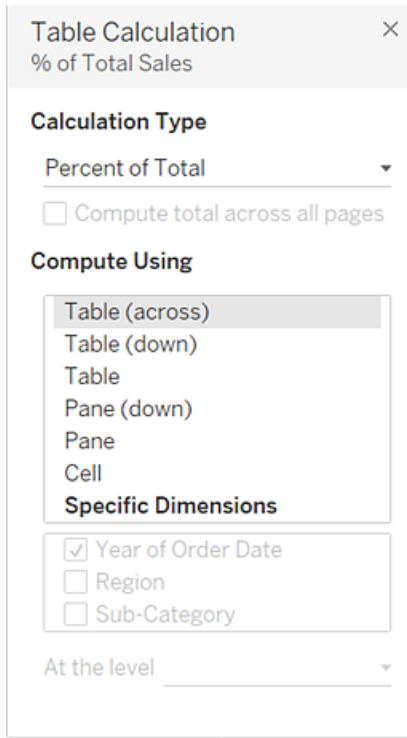 Table Calculation
% of Total Sales
Calculation Type
Percent of Total
Compute total across all pages
Compute Using
Table (across)
Table (down)
Table
Pane (down)
Pane
Cell
Specific Dimensions
Year of Order Date
Region
Sub-Category
At the level